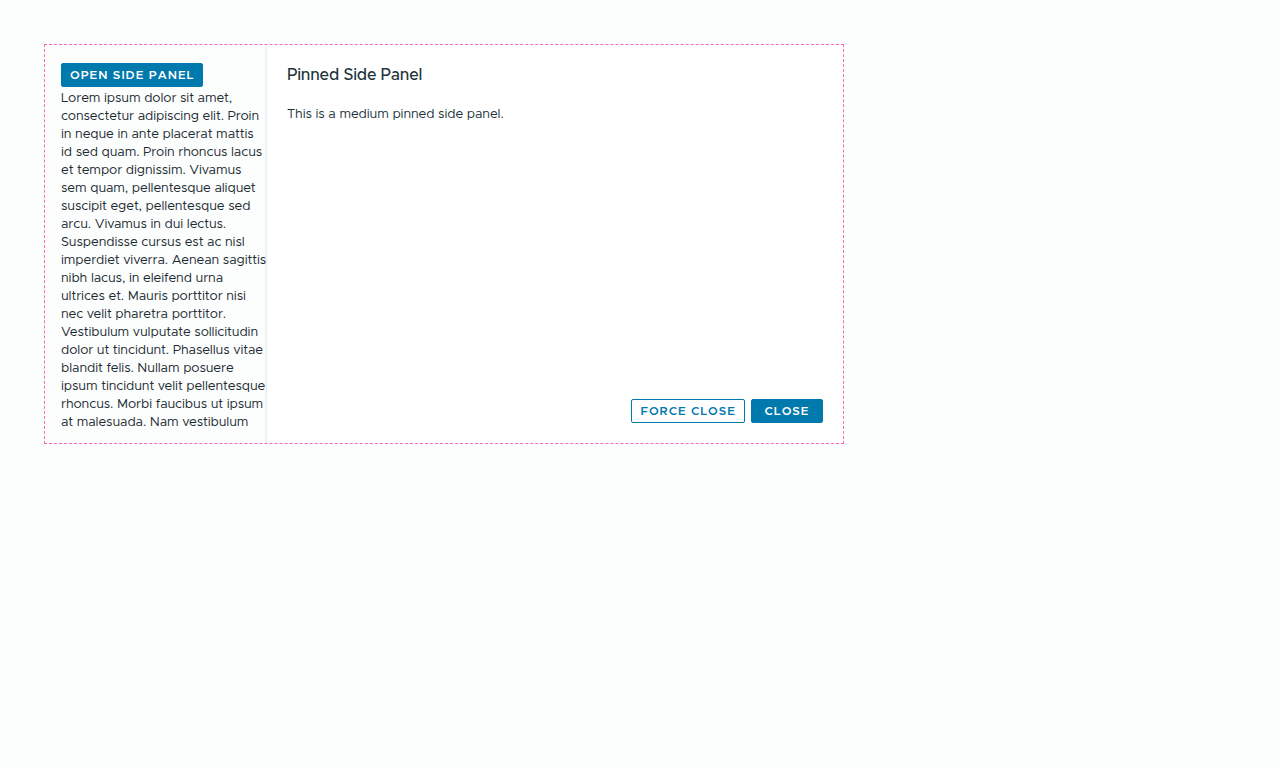 OPEN SIDE PANEL
Lorem ipsum dolor sit amet,
consectetur adipiscing elit. Proin
in neque in ante placerat mattis
id sed quam. Proin rhoncus lacus
et tempor dignissim. Vivamus
sem quam, pellentesque aliquet
suscipit eget, pellentesque sed
arcu. Vivamus in dui lectus.
Suspendisse cursus est ac nisl
imperdiet viverra. Aenean sagittis
nibh lacus, in eleifend urna
ultrices et. Mauris porttitor nisi
nec velit pharetra porttitor.
Vestibulum vulputate sollicitudin
dolor ut tincidunt. Phasellus vitae
blandit felis. Nullam posuere
ipsum tincidunt velit pellentesque
rhoncus. Morbi faucibus ut ipsum
at malesuada. Nam vestibulum
Pinned Side Panel
This is a medium pinned side panel.
FORCE CLOSE
CLOSE